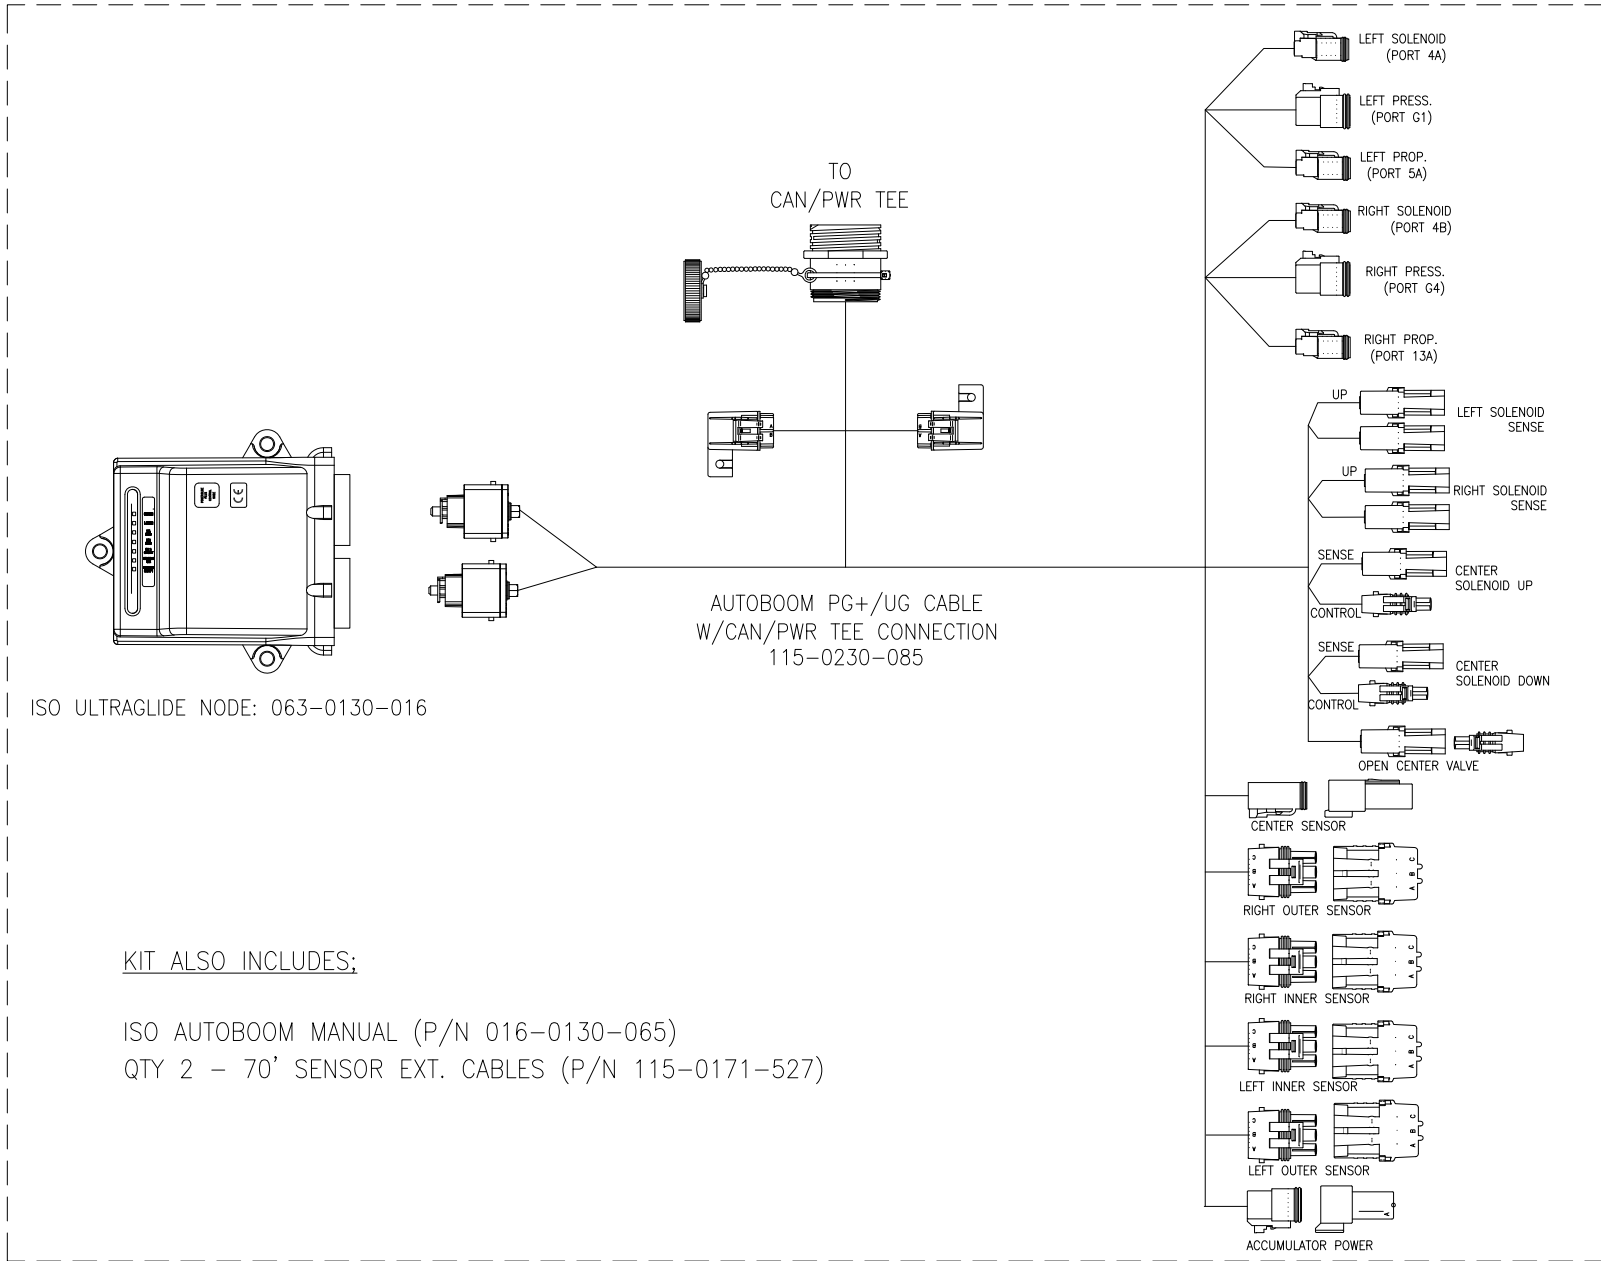 LEFT SOLENOID
(PORT 4A)
LEFT PRESS.
(PORT G1)
LEFT PROP.
(PORT 5A)
RIGHT SOLENOID
(PORT 4B)
RIGHT PRESS.
(PORT G4)
RIGHT PROP.
(PORT 13A)
TO
CAN/PWR TEE
UP
LEFT SOLENOID
SENSE
UP
RIGHT SOLENOID
SENSE
SENSE
CENTER
SOLENOID UP
CONTROL
SENSE
CENTER
SOLENOID DOWN
CONTROL
OPEN CENTER VALVE
AUTOBOOM PG+/UG CABLE
W/CAN/PWR TEE CONNECTION
115-0230-085
CE
ISO ULTRAGLIDE NODE: 063-0130-016
CENTER SENSOR
C B A
C B A
RIGHT OUTER SENSOR
C B A
C B A
RIGHT INNER SENSOR
C B A
C B A
LEFT INNER SENSOR
C B A
C B A
LEFT OUTER SENSOR
A
ACCUMULATOR POWER
KIT ALSO INCLUDES;
ISO AUTOBOOM MANUAL (P/N 016-0130-065)
QTY 2 - 70' SENSOR EXT. CABLES (P/N 115-0171-527)